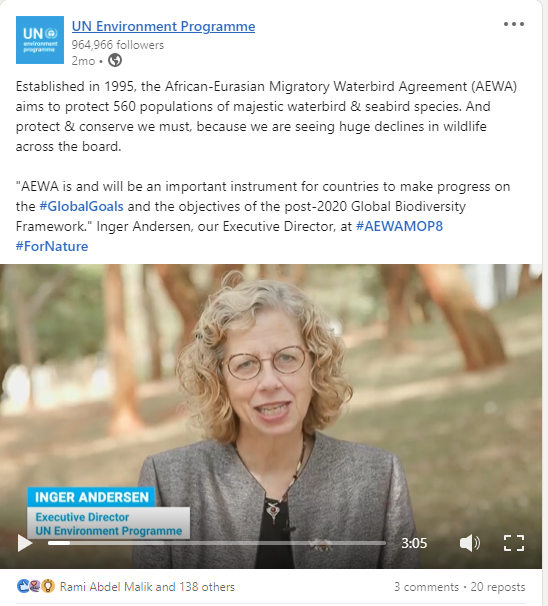 UN
environment
programme
UN Environment Programme
964,966 followers
2mo •
Established in 1995, the African-Eurasian Migratory Waterbird Agreement (AEWA)
aims to protect 560 populations of majestic waterbird & seabird species. And
protect & conserve we must, because we are seeing huge declines in wildlife
across the board.
"AEWA is and will be an important instrument for countries to make progress on
the #GlobalGoals and the objectives of the post-2020 Global Biodiversity
Framework." Inger Andersen, our Executive Director, at #AEWAMOP8
#ForNature
INGER ANDERSEN
Executive Director
UN Environment Programme
3:05
Rami Abdel Malik and 138 others
3 comments • 20 reposts